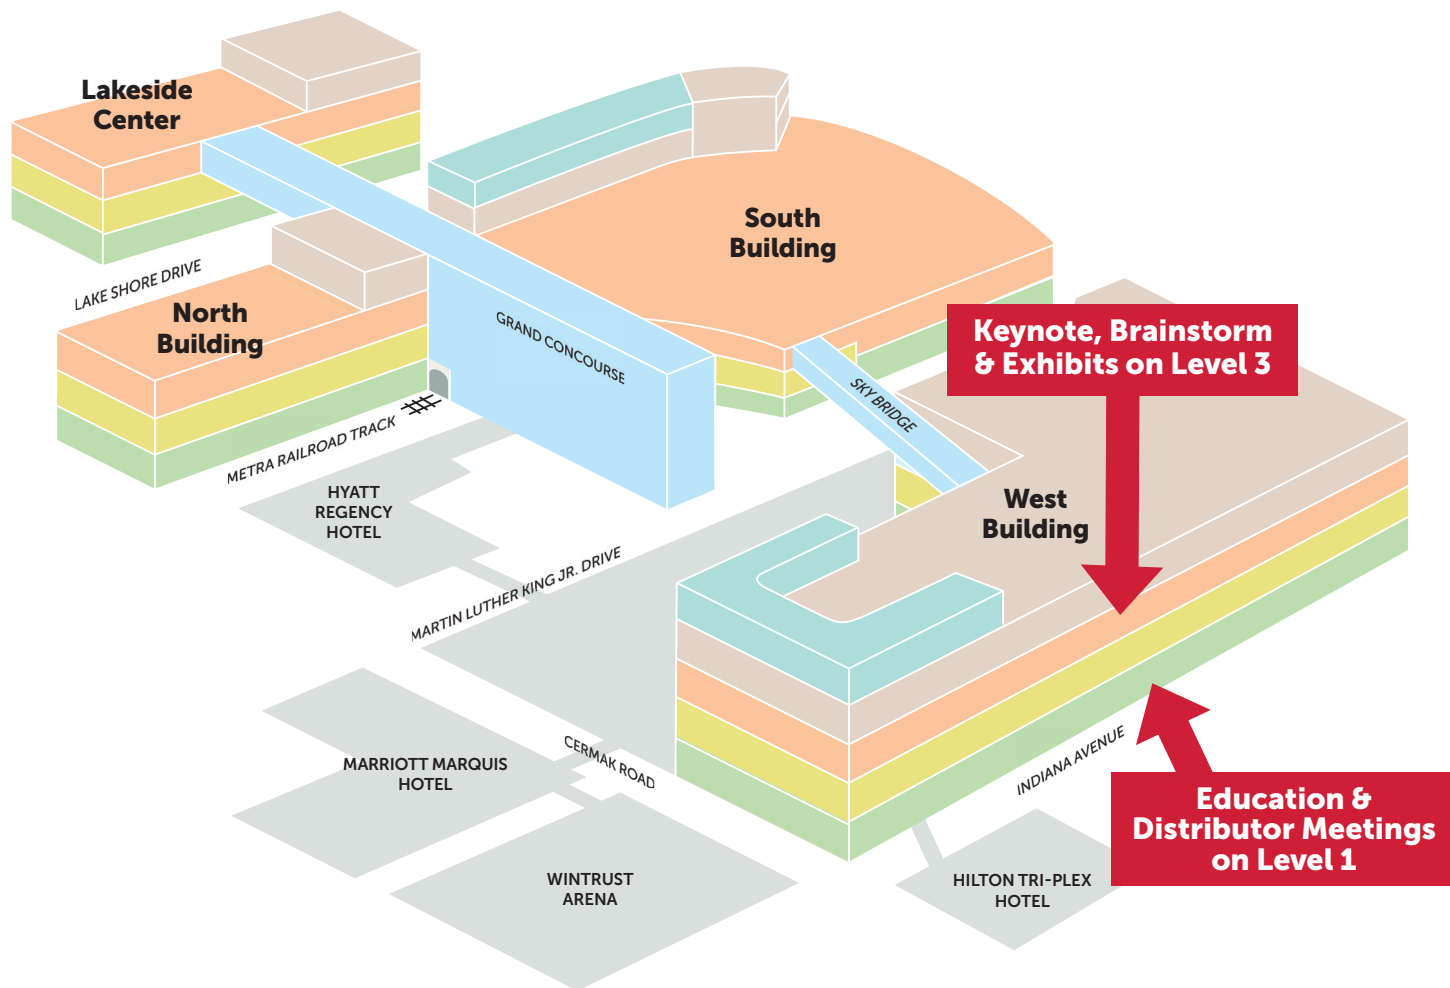 Lakeside
Center
South
Building
LAKE SHORE DRIVE
North
Building
GRAND CONCOURSE
Keynote, Brainstorm
& Exhibits on Level 3
SKY BRIDGE
METRA RAILROAD TRACK
HYATT
REGENCY
HOTEL
West
Building
MARTIN LUTHER KING JR. DRIVE
MARRIOTT MARQUIS
HOTEL
CERMAK ROAD
INDIANA AVENUE
Education &
Distributor Meetings
on Level 1
WINTRUST
ARENA
HILTON TRI-PLEX
HOTEL